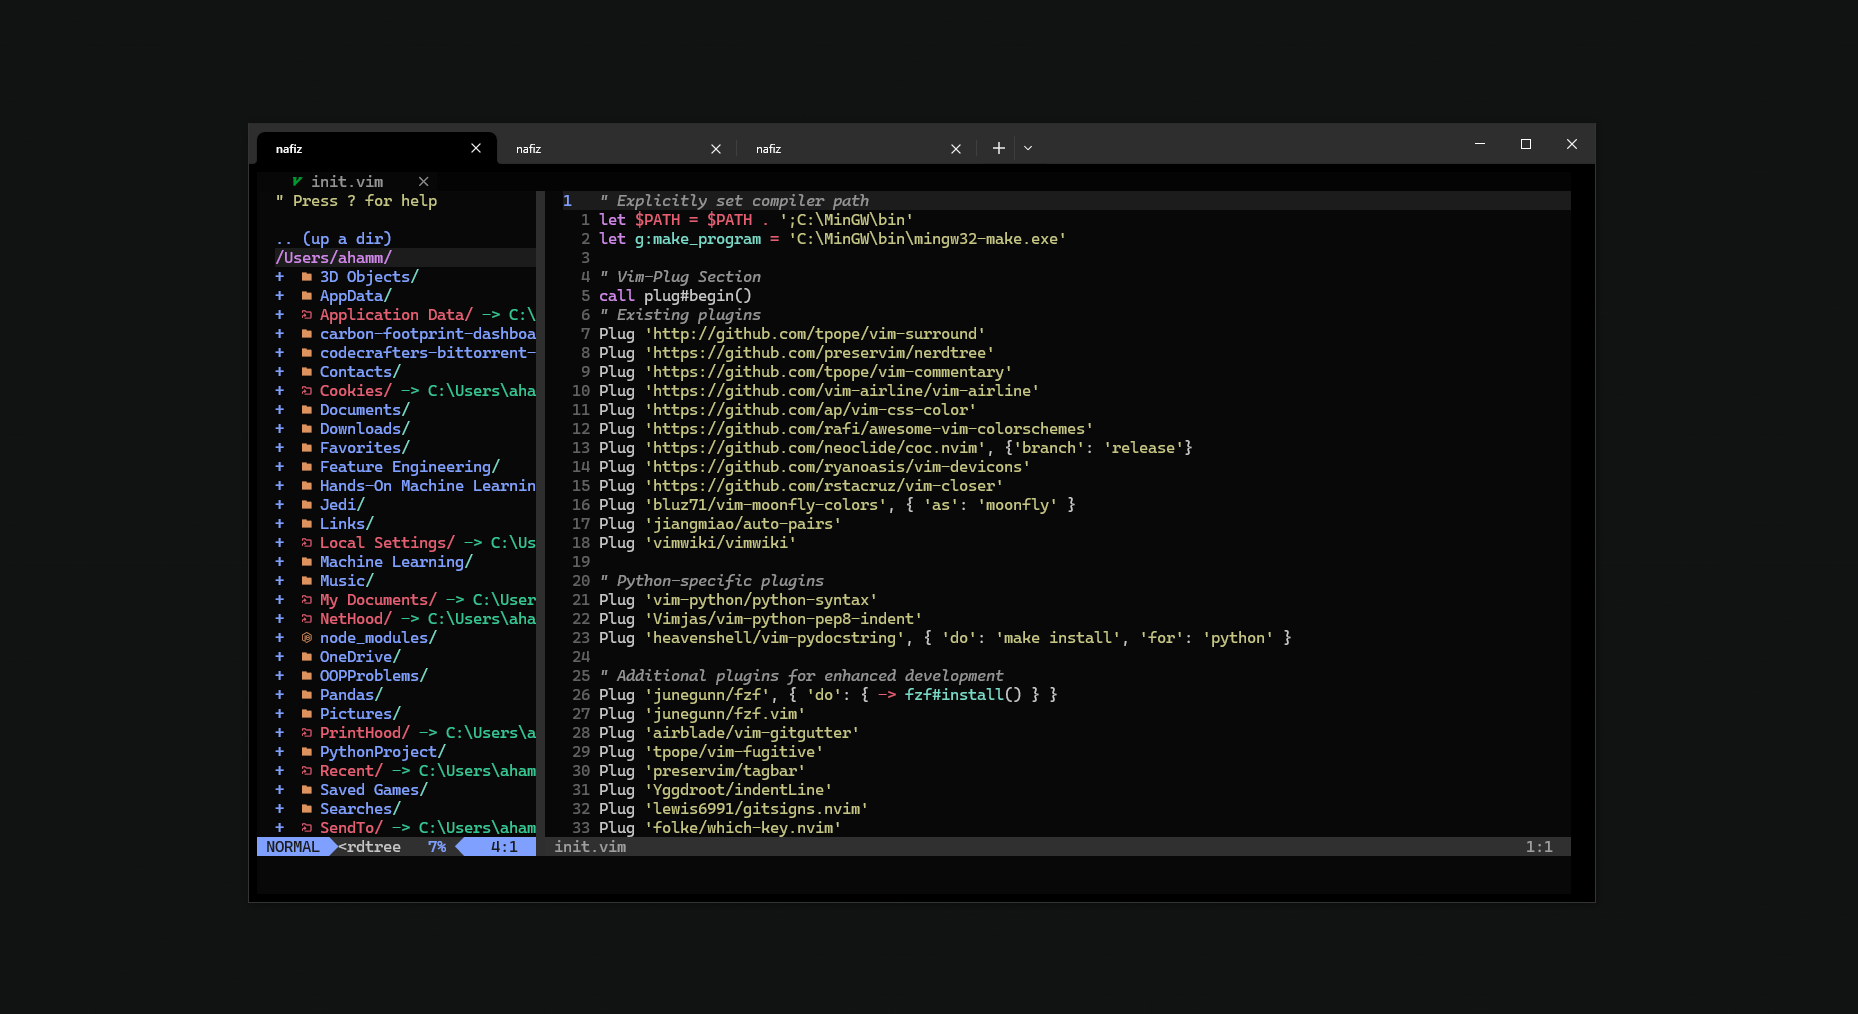 nafiz
nafiz
nafiz
init.vim
" Press ? for help
.. (up a dir)
/Users/ahamm/
+ 3D Objects/
+ AppData/
+ Application Data/ -> C:\
+ carbon-footprint-dashboa
+ codecrafters-bittorrent-
+ Contacts/
+ Cookies/ -> C:\Users\aha
+ Documents/
+ Downloads/
+ Favorites/
+ Feature Engineering/
+ Hands-On Machine Learnin
+ Jedi/
+ Links/
+ Local Settings/ -> C:\Us
+ Machine Learning/
+ Music/
+ My Documents/ -> C:\User
+ NetHood/ -> C:\Users\aha
+ node_modules/
+ OneDrive/
+ OOPProblems/
+ Pandas/
+ Pictures/
+ PrintHood/ -> C:\Users\a
+ PythonProject/
+ Recent/ -> C:\Users\aham
+ Saved Games/
+ Searches/
+ SendTo/ -> C:\Users\aham
NORMAL <rdtree 7% 4:1
1 " Explicitly set compiler path
1 let $PATH = $PATH . ';C:\MinGW\bin'
2 let g:make_program = 'C:\MinGW\bin\mingw32-make.exe'
3
4 " Vim-Plug Section
5 call plug#begin()
6 " Existing plugins
7 Plug 'http://github.com/tpope/vim-surround'
8 Plug 'https://github.com/preservim/nerdtree'
9 Plug 'https://github.com/tpope/vim-commentary'
10 Plug 'https://github.com/vim-airline/vim-airline'
11 Plug 'https://github.com/ap/vim-css-color'
12 Plug 'https://github.com/rafi/awesome-vim-colorschemes'
13 Plug 'https://github.com/neoclide/coc.nvim', {'branch': 'release'}
14 Plug 'https://github.com/ryanoasis/vim-devicons'
15 Plug 'https://github.com/rstacruz/vim-closer'
16 Plug 'bluz71/vim-moonfly-colors', { 'as': 'moonfly' }
17 Plug 'jiangmiao/auto-pairs'
18 Plug 'vimwiki/vimwiki'
19
20 " Python-specific plugins
21 Plug 'vim-python/python-syntax'
22 Plug 'Vimjas/vim-python-pep8-indent'
23 Plug 'heavenshell/vim-pydocstring', { 'do': 'make install', 'for': 'python' }
24
25 " Additional plugins for enhanced development
26 Plug 'junegunn/fzf', { 'do': { -> fzf#install() } }
27 Plug 'junegunn/fzf.vim'
28 Plug 'airblade/vim-gitgutter'
29 Plug 'tpope/vim-fugitive'
30 Plug 'preservim/tagbar'
31 Plug 'Yggdroot/indentLine'
32 Plug 'lewis6991/gitsigns.nvim'
33 Plug 'folke/which-key.nvim'
init.vim 1:1